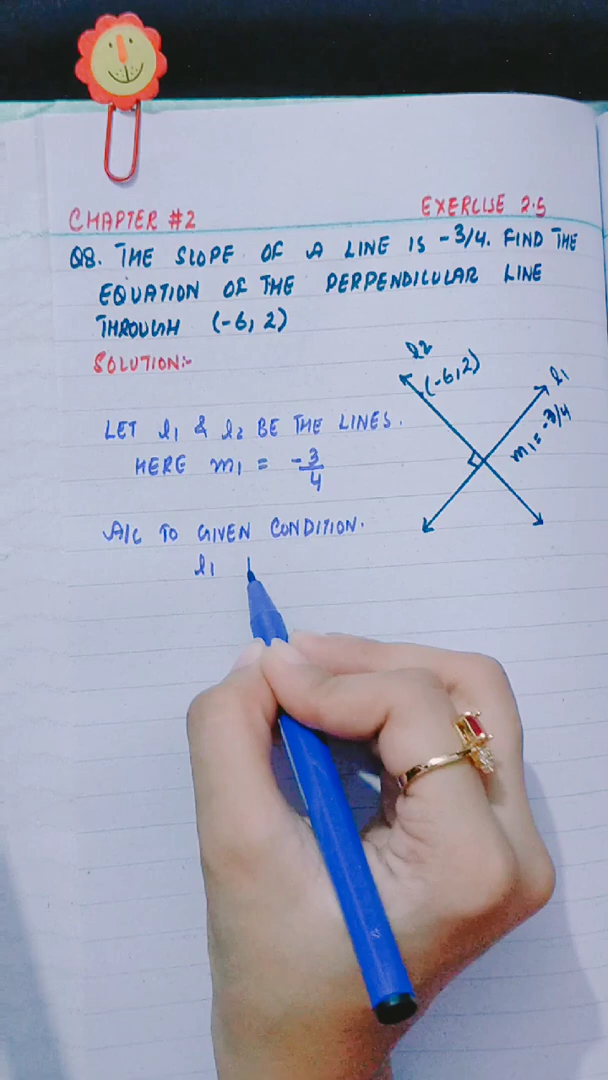 CHAPTER #2 EXERCISE 2.5
Q8. THE SLOPE OF A LINE IS -3/4. FIND THE
EQUATION OF THE PERPENDICULAR LINE
THROUGH (-6, 2)
SOLUTION:-
l2
(-6,2)
l1
m1 = -3/4
LET l1 & l2 BE THE LINES.
HERE m1 = -3/4
A/C TO GIVEN CONDITION.
l1